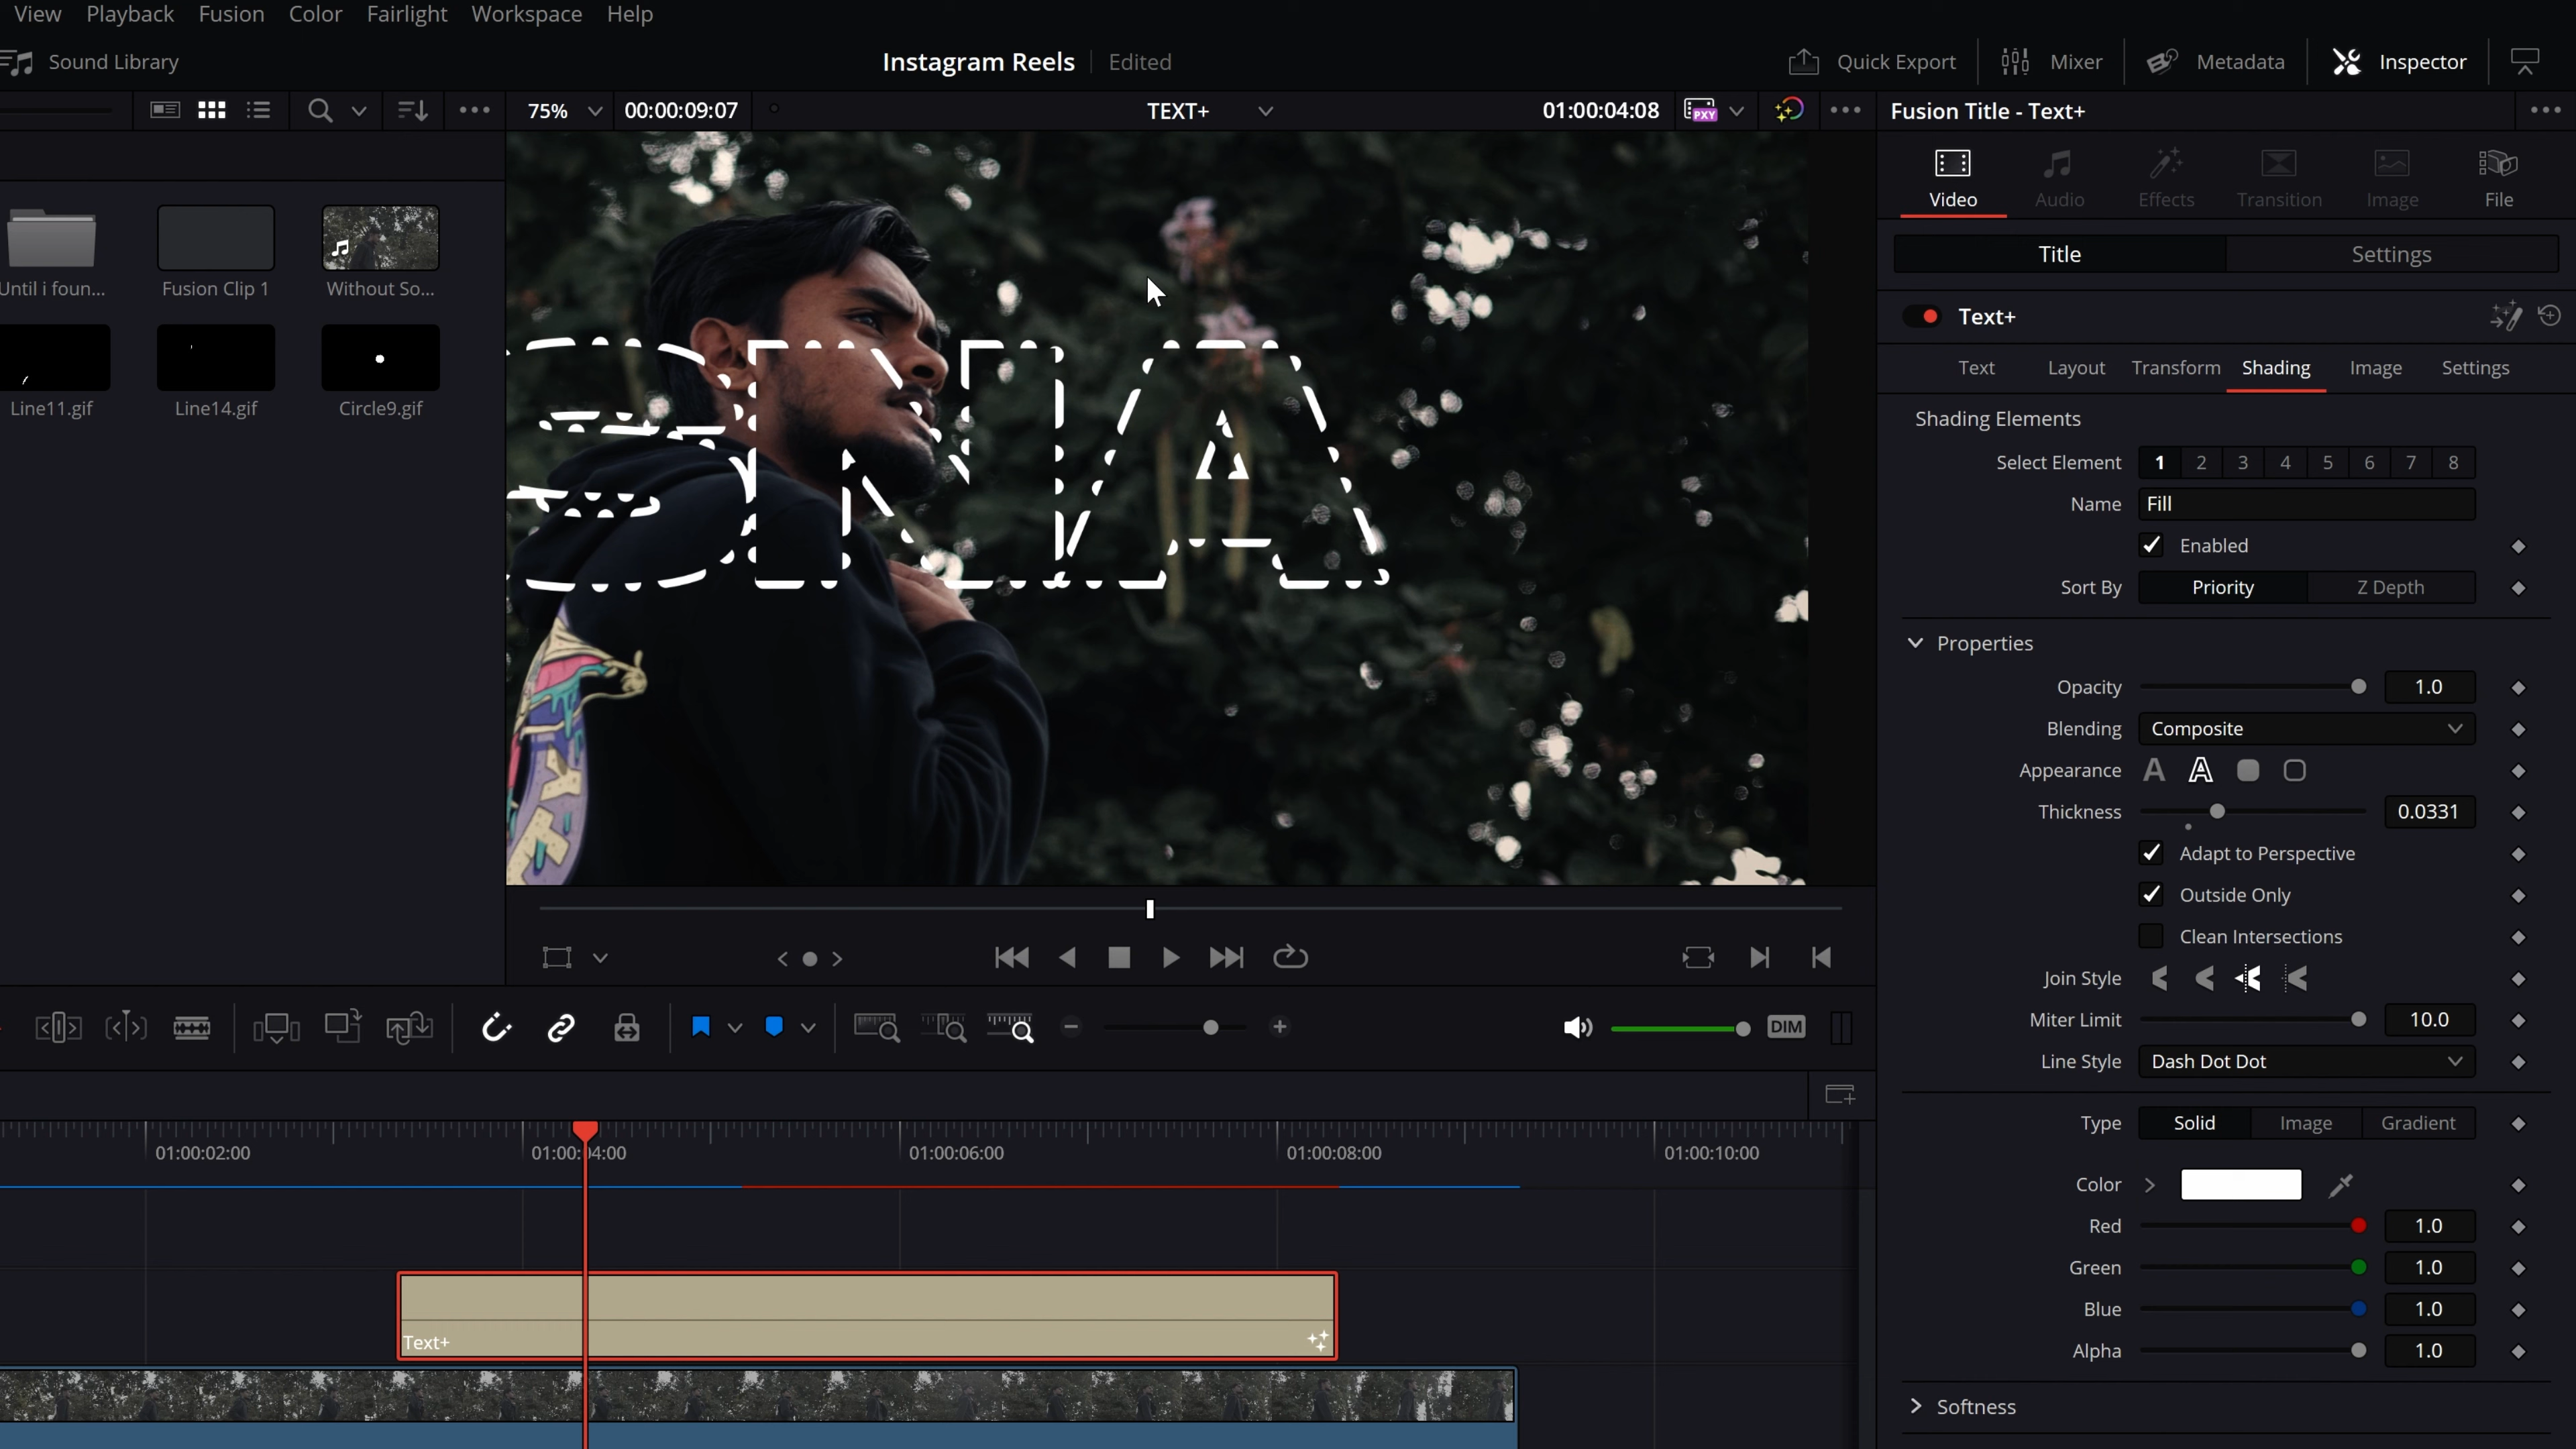 View Playback Fusion Color Fairlight Workspace Help
Sound Library Instagram Reels Edited Quick Export Mixer Metadata Inspector
75% 00:00:09:07 TEXT+ 01:00:04:08 PXY Fusion Title - Text+
Video Audio Effects Transition Image File
Title Settings
Text+
Text Layout Transform Shading Image Settings
Until i foun... Fusion Clip 1 Without So...
Line11.gif Line14.gif Circle9.gif
NIA
Shading Elements
Select Element 1 2 3 4 5 6 7 8
Name Fill
Enabled
Sort By Priority Z Depth
Properties
Opacity 1.0
Blending Composite
Appearance A A
Thickness 0.0331
Adapt to Perspective
Outside Only
Clean Intersections
Join Style
Miter Limit 10.0
Line Style Dash Dot Dot
Type Solid Image Gradient
Color
Red 1.0
Green 1.0
Blue 1.0
Alpha 1.0
Softness
DIM
01:00:02:00 01:00:04:00 01:00:06:00 01:00:08:00 01:00:10:00
Text+